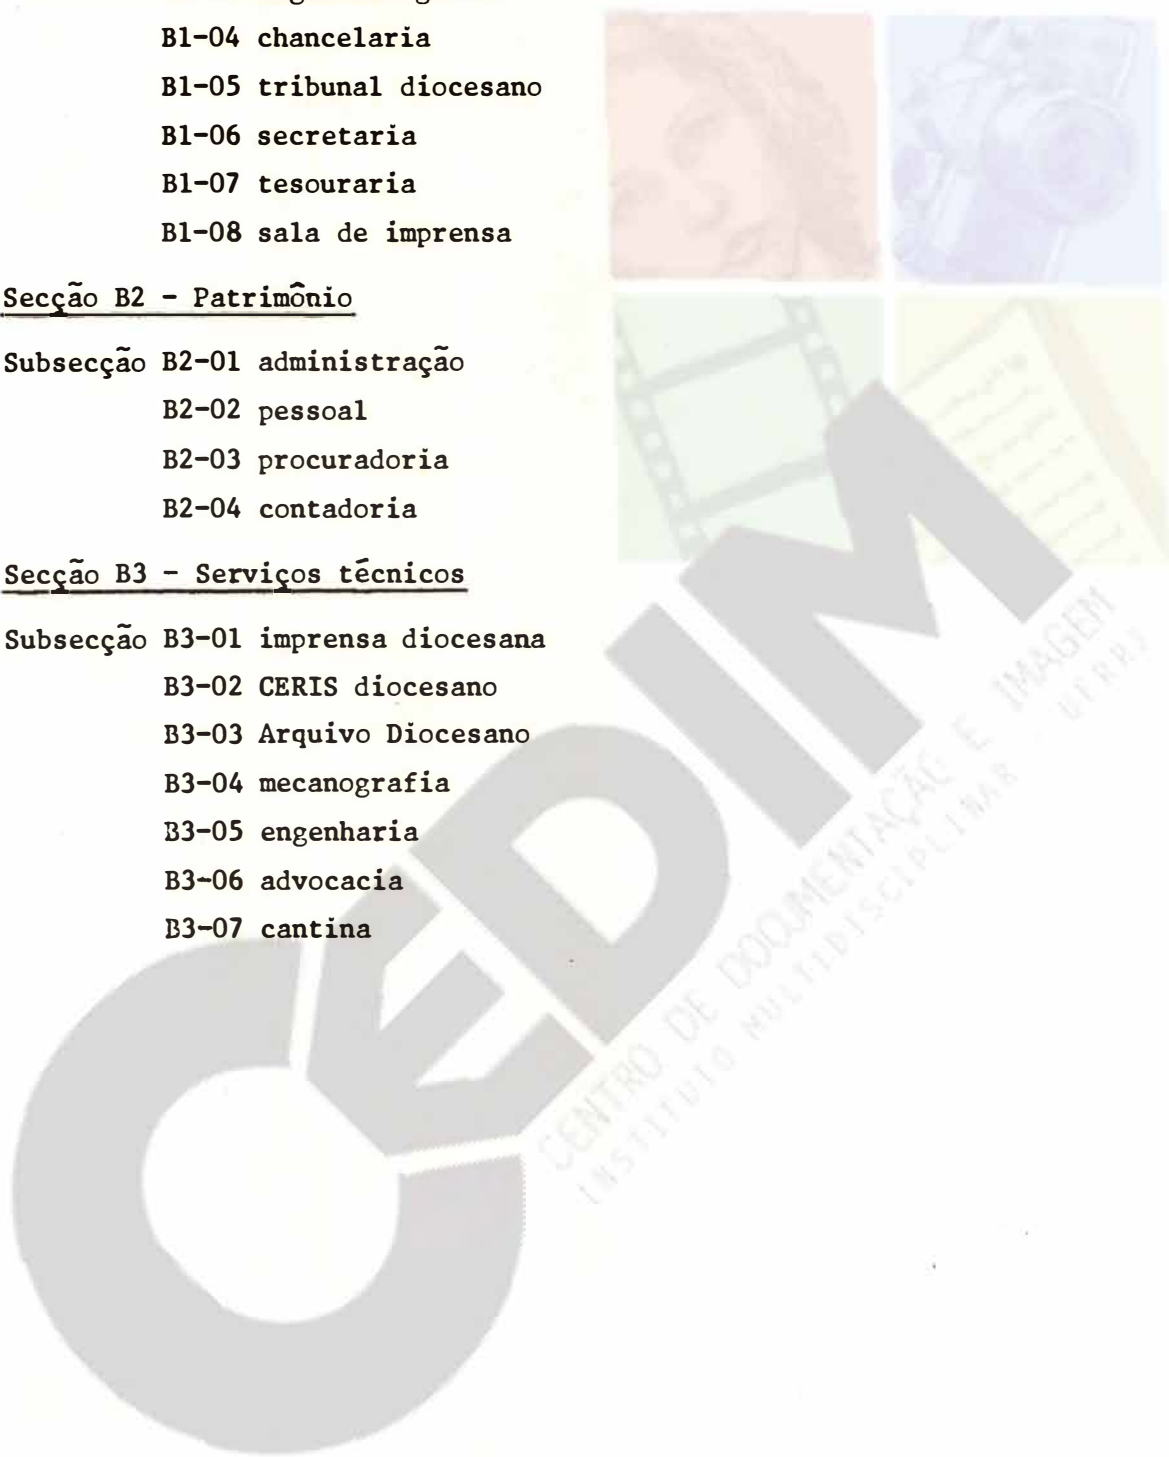 B1-04 chancelaria
B1-05 tribunal diocesano
B1-06 secretaria
B1-07 tesouraria
B1-08 sala de imprensa
Secção B2 - Patrimônio
Subsecção B2-01 administração
B2-02 pessoal
B2-03 procuradoria
B2-04 contadoria
Secção B3 - Serviços técnicos
Subsecção B3-01 imprensa diocesana
B3-02 CERIS diocesano
B3-03 Arquivo Diocesano
B3-04 mecanografia
B3-05 engenharia
B3-06 advocacia
B3-07 cantina
CEDIM
CENTRO DE DOCUMENTAÇÃO E IMAGEM
INSTITUTO MULTIDISCIPLINAR UFRRJ